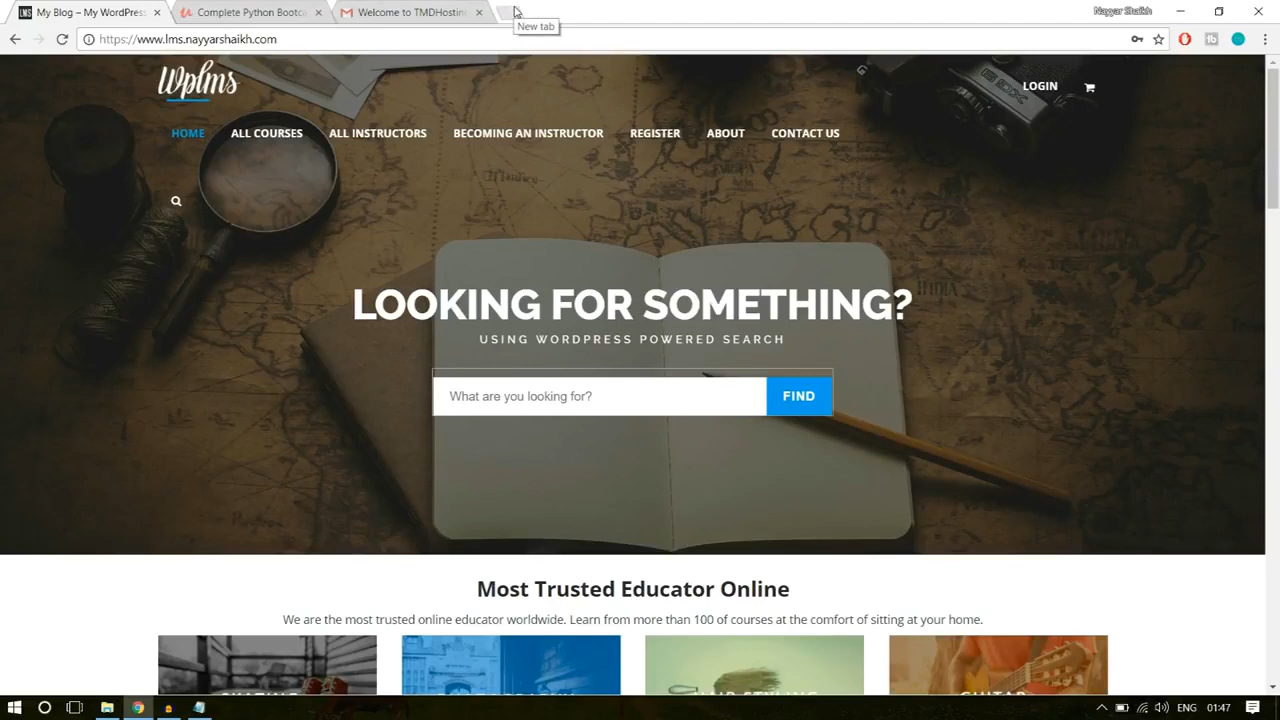 My Blog – My WordPress
Complete Python Bootca
Welcome to TMDHostin
New tab
Nayyar Shaikh
https://www.lms.nayyarshaikh.com
Wplms
LOGIN
HOME
ALL COURSES
ALL INSTRUCTORS
BECOMING AN INSTRUCTOR
REGISTER
ABOUT
CONTACT US
LOOKING FOR SOMETHING?
USING WORDPRESS POWERED SEARCH
What are you looking for?
FIND
Most Trusted Educator Online
We are the most trusted online educator worldwide. Learn from more than 100 of courses at the comfort of sitting at your home.
ENG
01:47